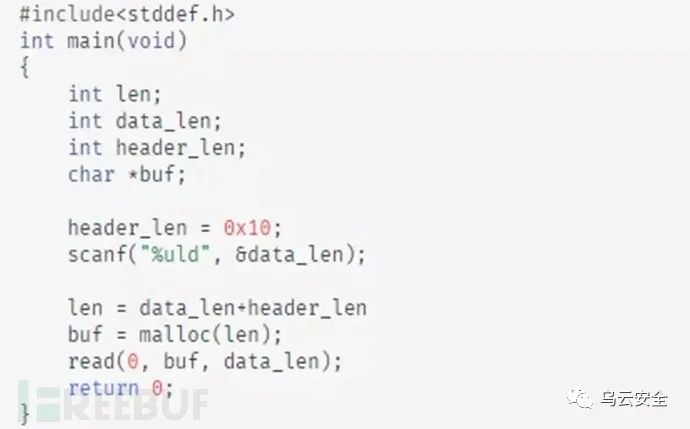 #include<stddef.h>
int main(void)
{
    int len;
    int data_len;
    int header_len;
    char *buf;

    header_len = 0x10;
    scanf("%uld", &data_len);

    len = data_len+header_len
    buf = malloc(len);
    read(0, buf, data_len);
    return 0;
}
FREEBUF
乌云安全